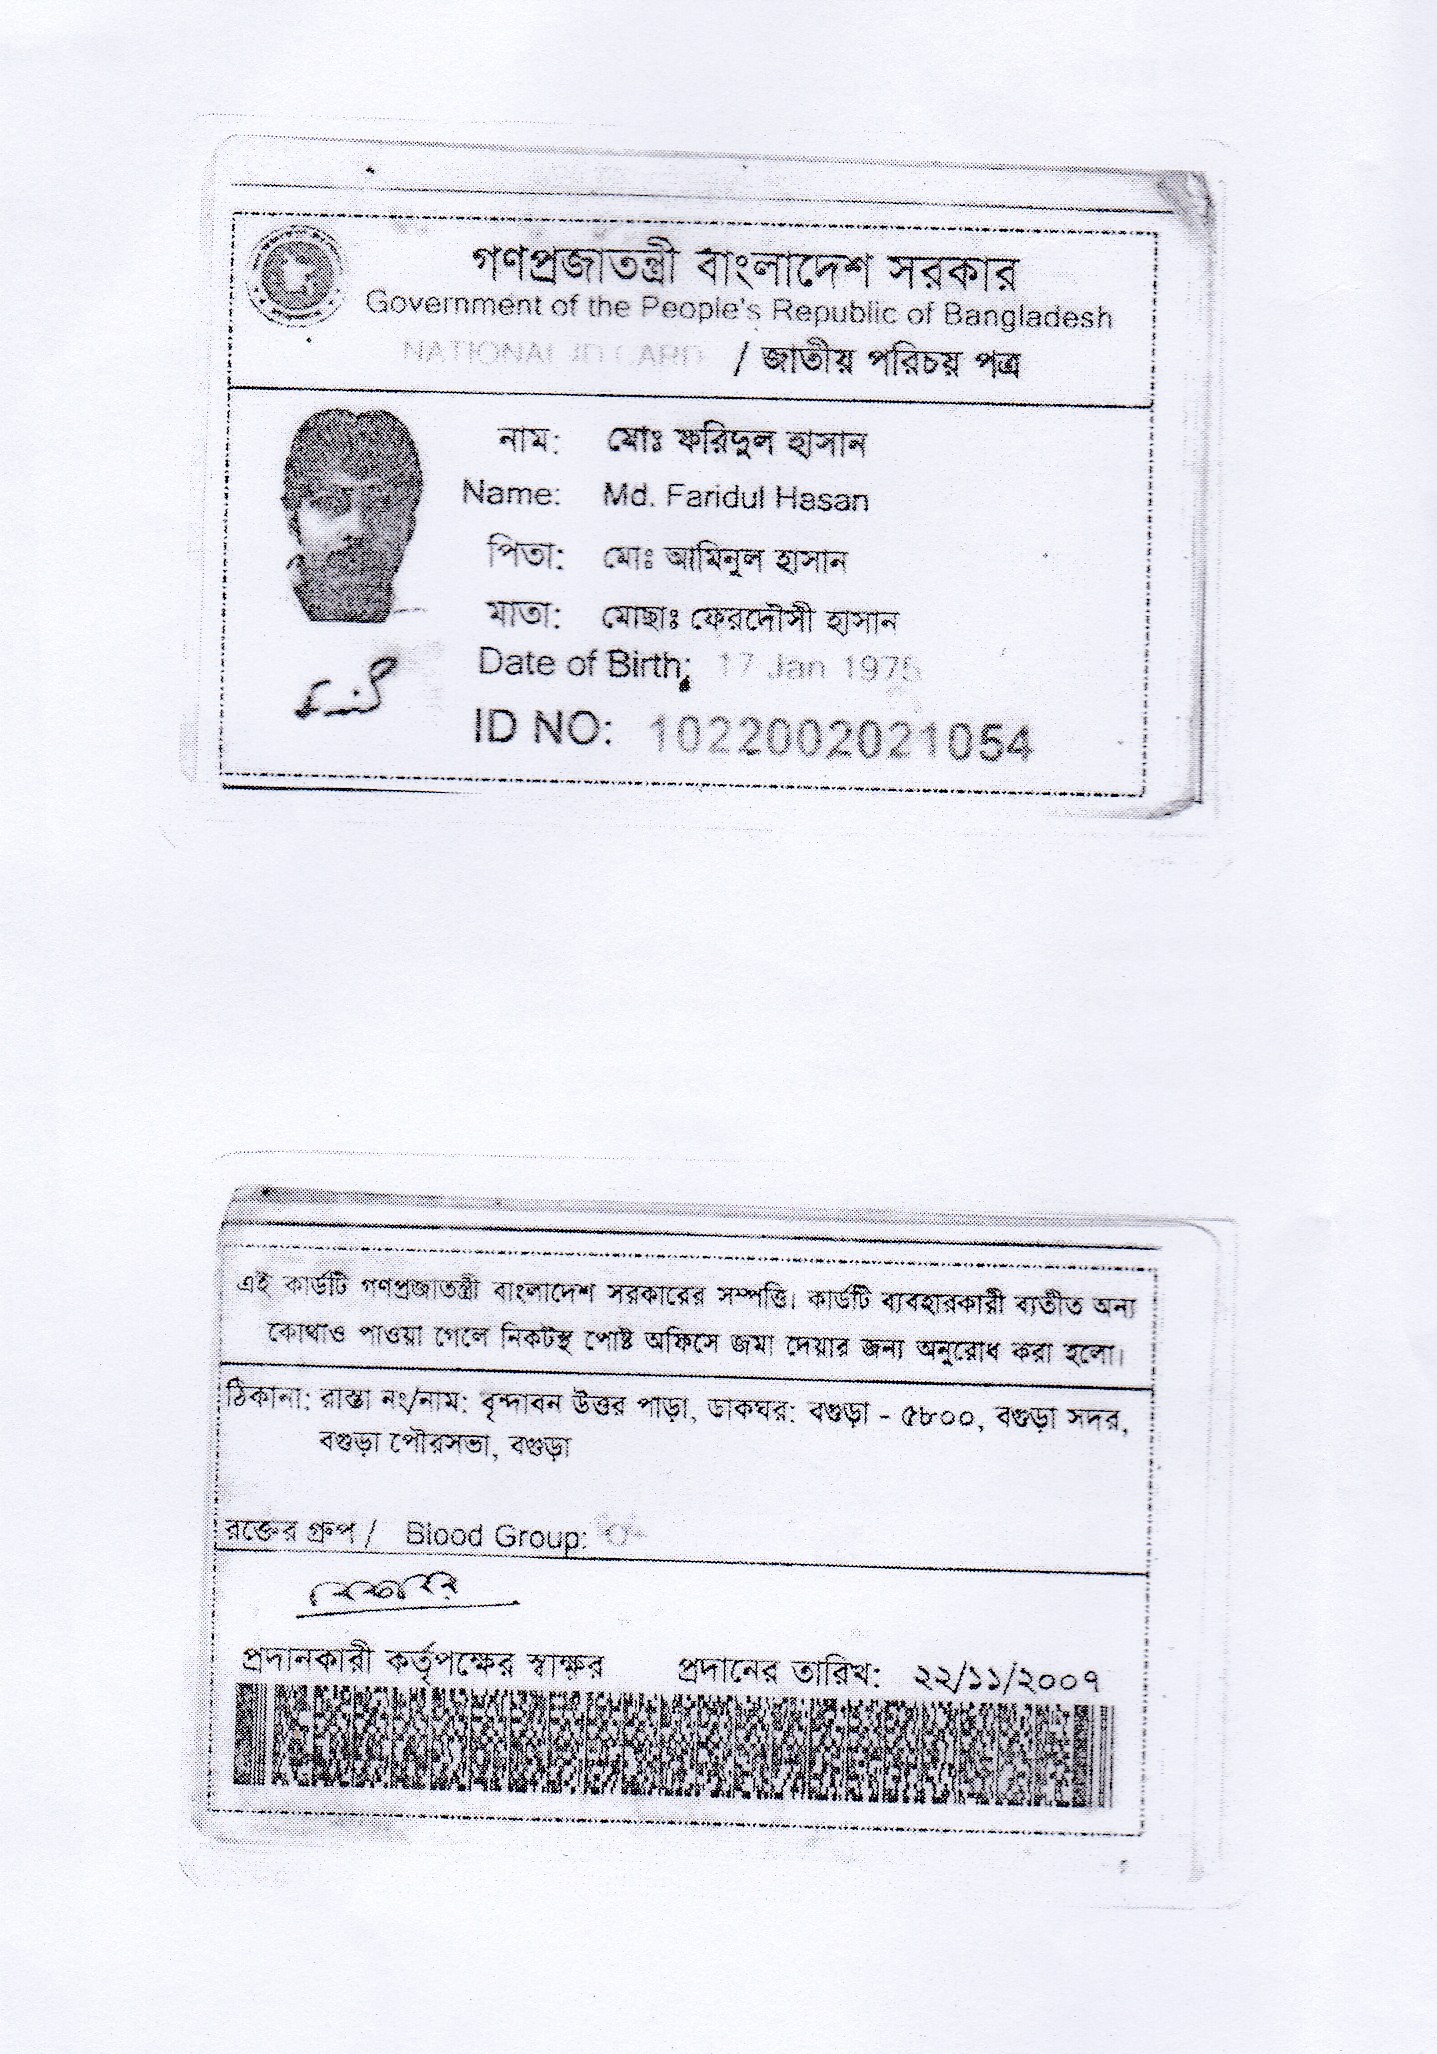 গণপ্রজাতন্ত্রী বাংলাদেশ সরকার
Government of the People's Republic of Bangladesh
NATIONAL ID CARD / জাতীয় পরিচয় পত্র
নাম: মোঃ ফরিদুল হাসান
Name: Md. Faridul Hasan
পিতা: মোঃ আমিনুল হাসান
মাতা: মোছাঃ ফেরদৌসী হাসান
Date of Birth: 17 Jan 1975
ID NO: 1022002021054
এই কার্ডটি গণপ্রজাতন্ত্রী বাংলাদেশ সরকারের সম্পত্তি। কার্ডটি ব্যবহারকারী ব্যতীত অন্য
কোথাও পাওয়া গেলে নিকটস্থ পোষ্ট অফিসে জমা দেয়ার জন্য অনুরোধ করা হলো।
ঠিকানা: রাস্তা নং/নাম: বৃন্দাবন উত্তর পাড়া, ডাকঘর: বগুড়া - ৫৮০০, বগুড়া সদর,
বগুড়া পৌরসভা, বগুড়া
রক্তের গ্রুপ / Blood Group:
প্রদানকারী কর্তৃপক্ষের স্বাক্ষর প্রদানের তারিখ: ২২/১১/২০০৭